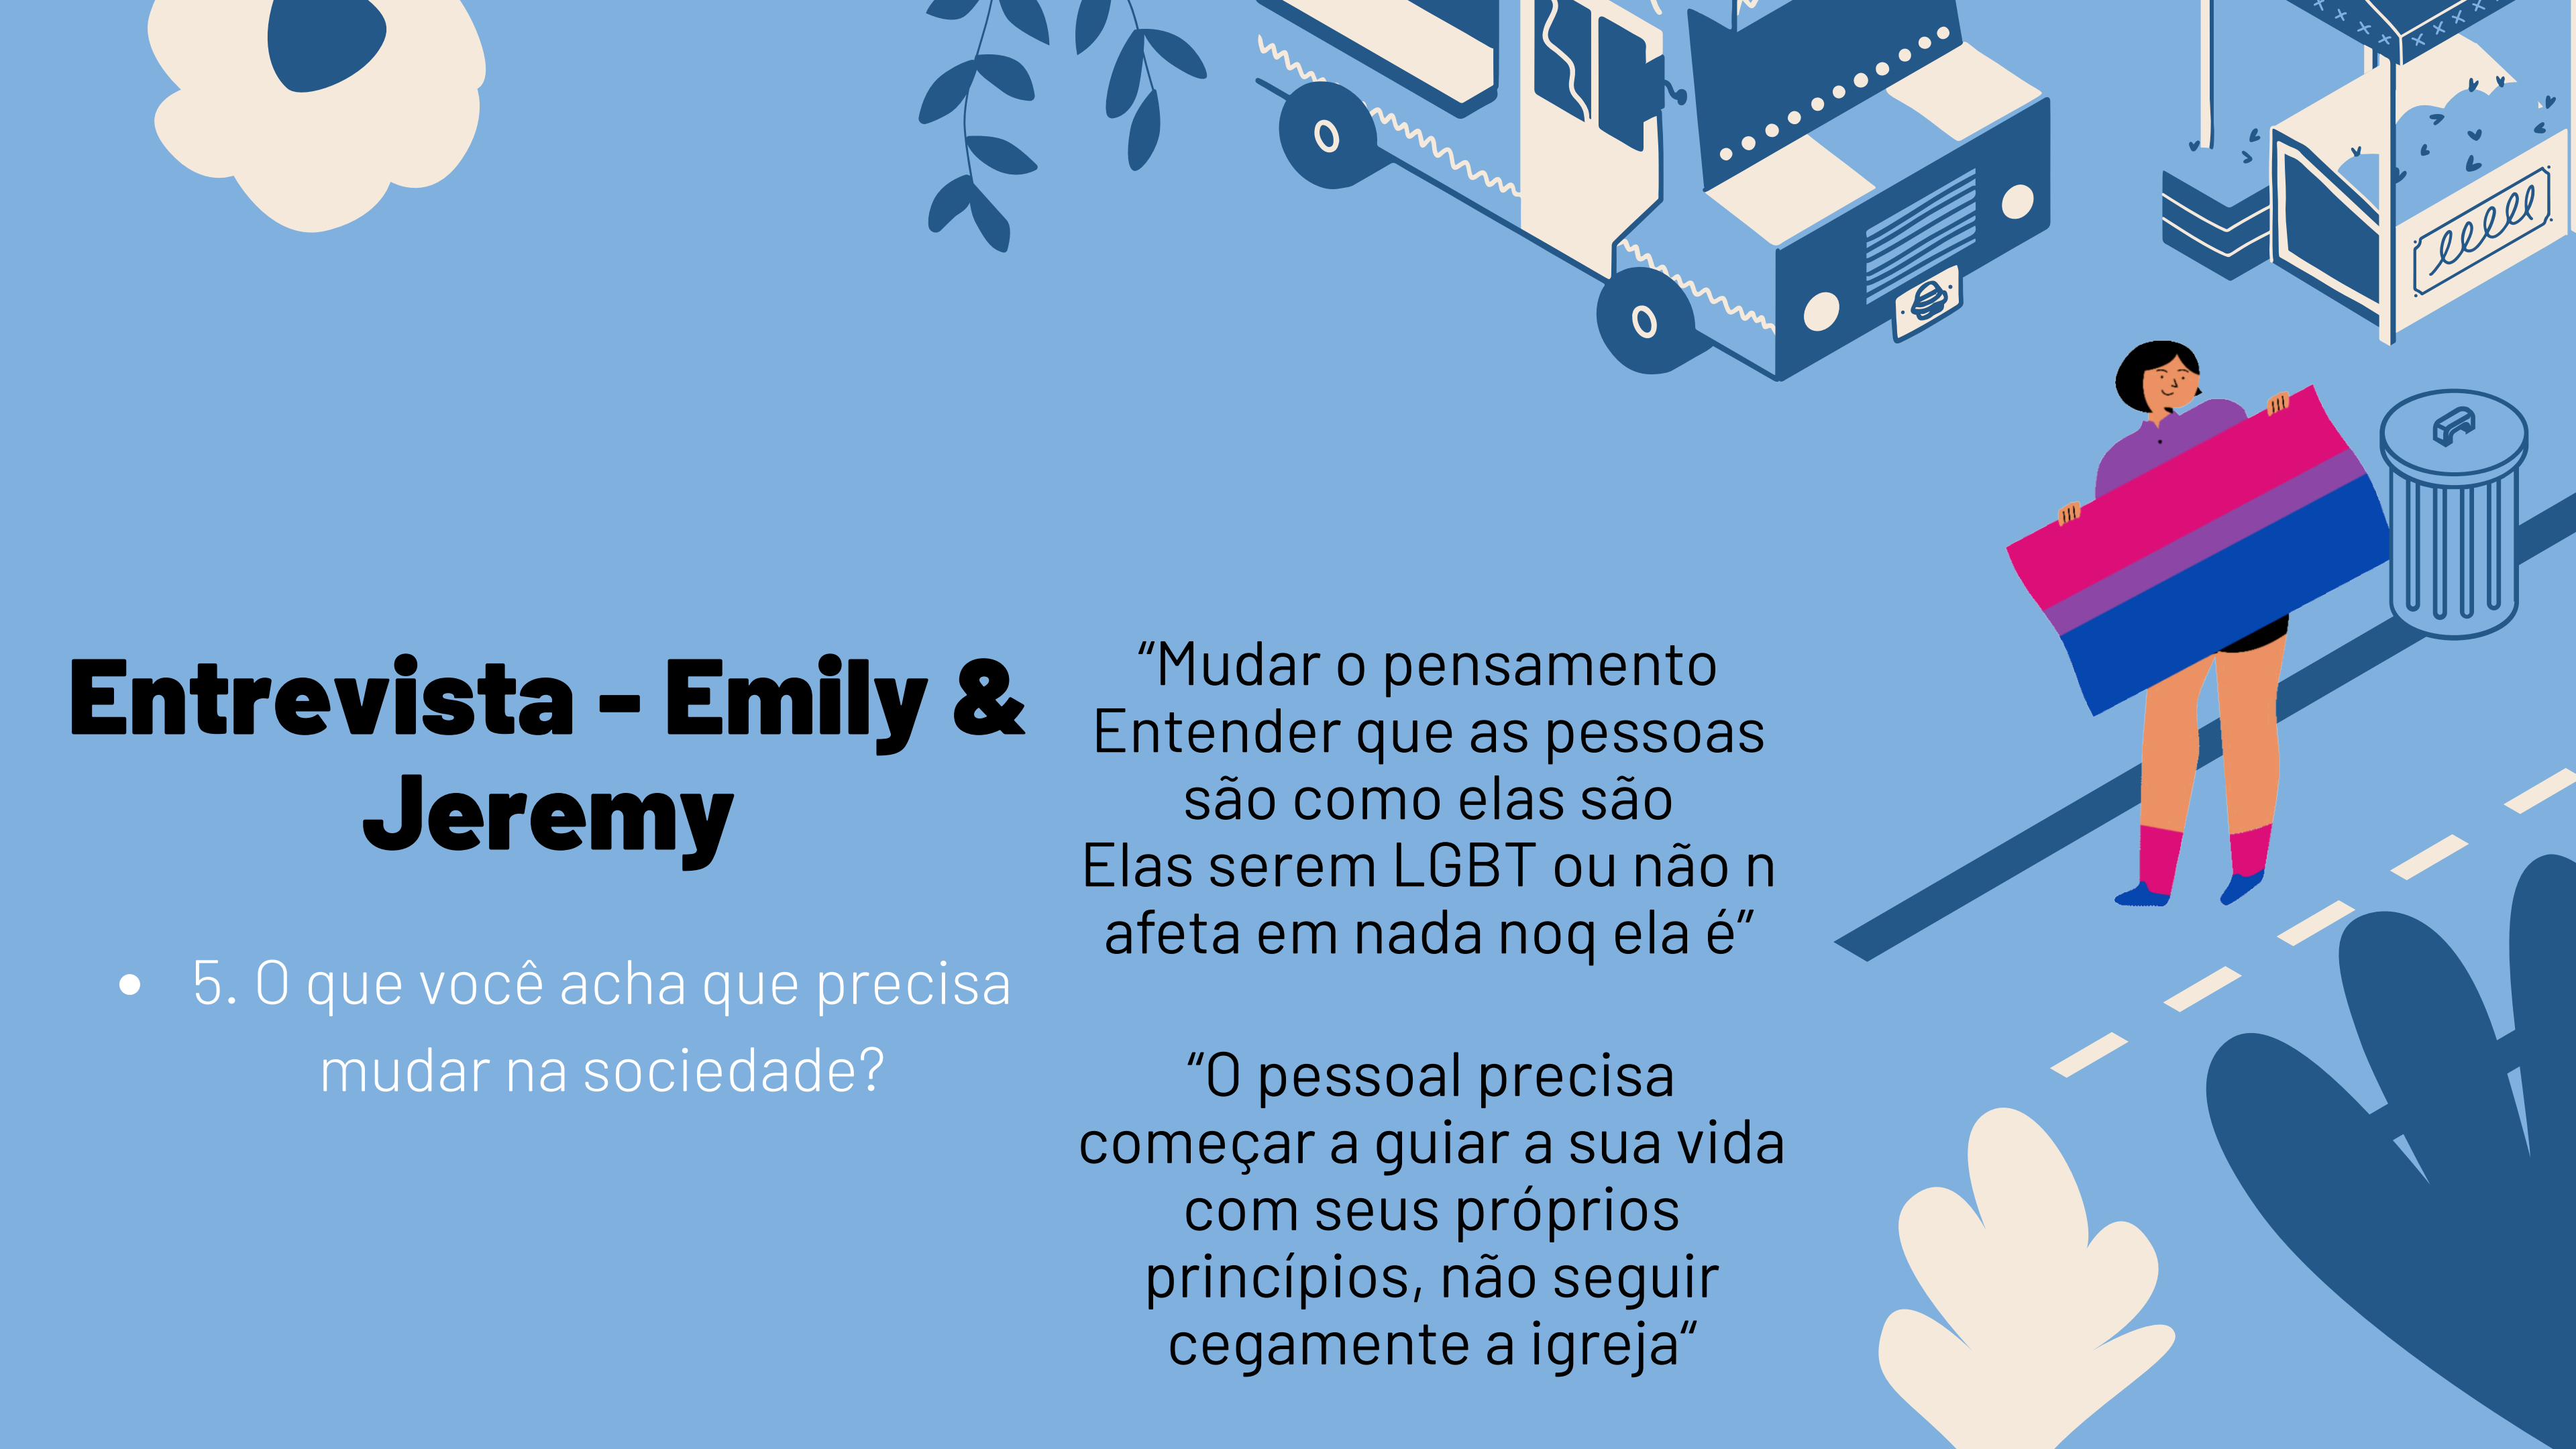 Entrevista - Emily &
Jeremy
• 5. O que você acha que precisa
mudar na sociedade?
“Mudar o pensamento
Entender que as pessoas
são como elas são
Elas serem LGBT ou não n
afeta em nada noq ela é”
“O pessoal precisa
começar a guiar a sua vida
com seus próprios
princípios, não seguir
cegamente a igreja“